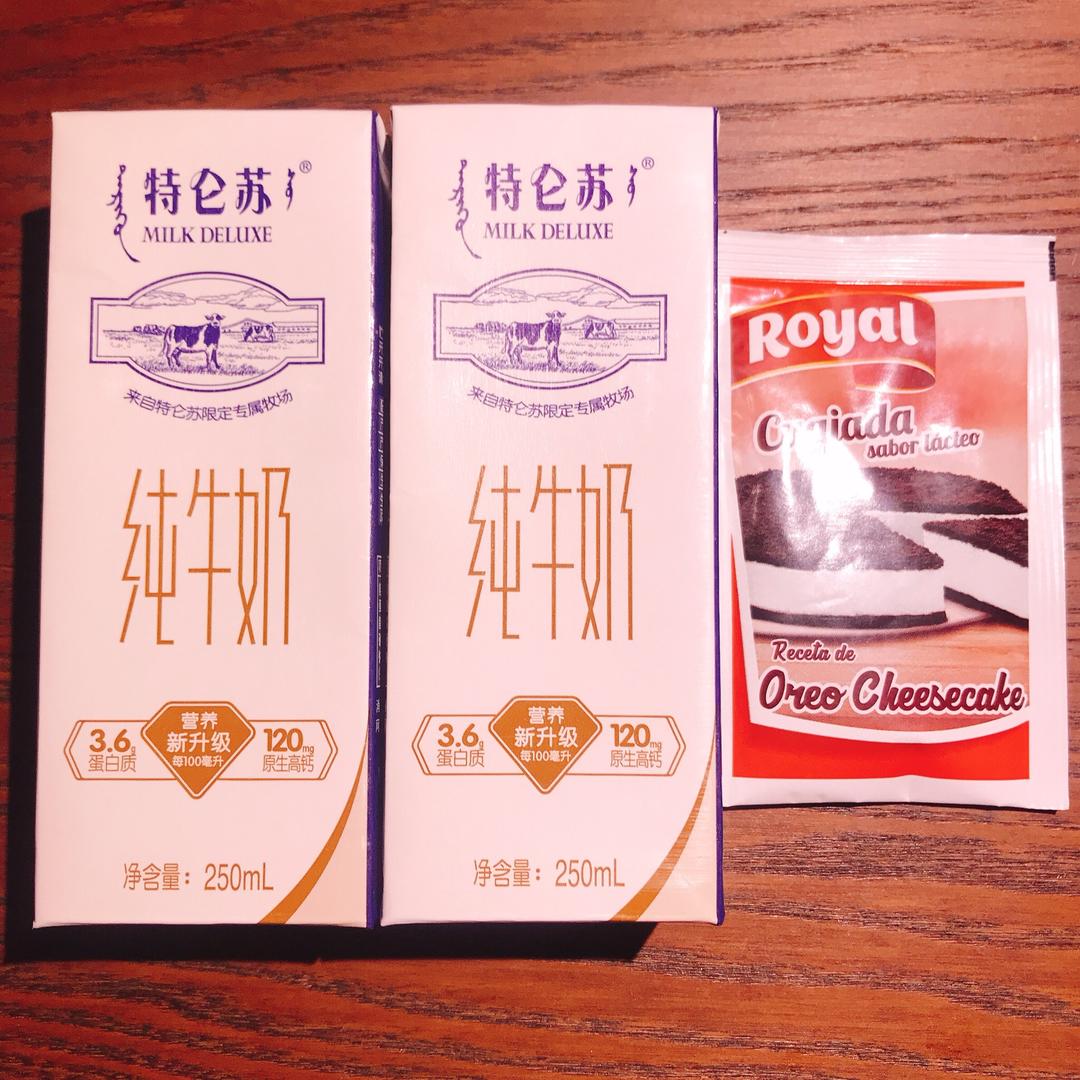 特仑苏®
MILK DELUXE
来自特仑苏限定专属牧场
纯牛奶
3.6g
蛋白质
营养
新升级
每100毫升
120mg
原生高钙
净含量：250mL
特仑苏®
MILK DELUXE
来自特仑苏限定专属牧场
纯牛奶
3.6g
蛋白质
营养
新升级
每100毫升
120mg
原生高钙
净含量：250mL
Royal
Cuajada
sabor lácteo
Receta de
Oreo Cheesecake